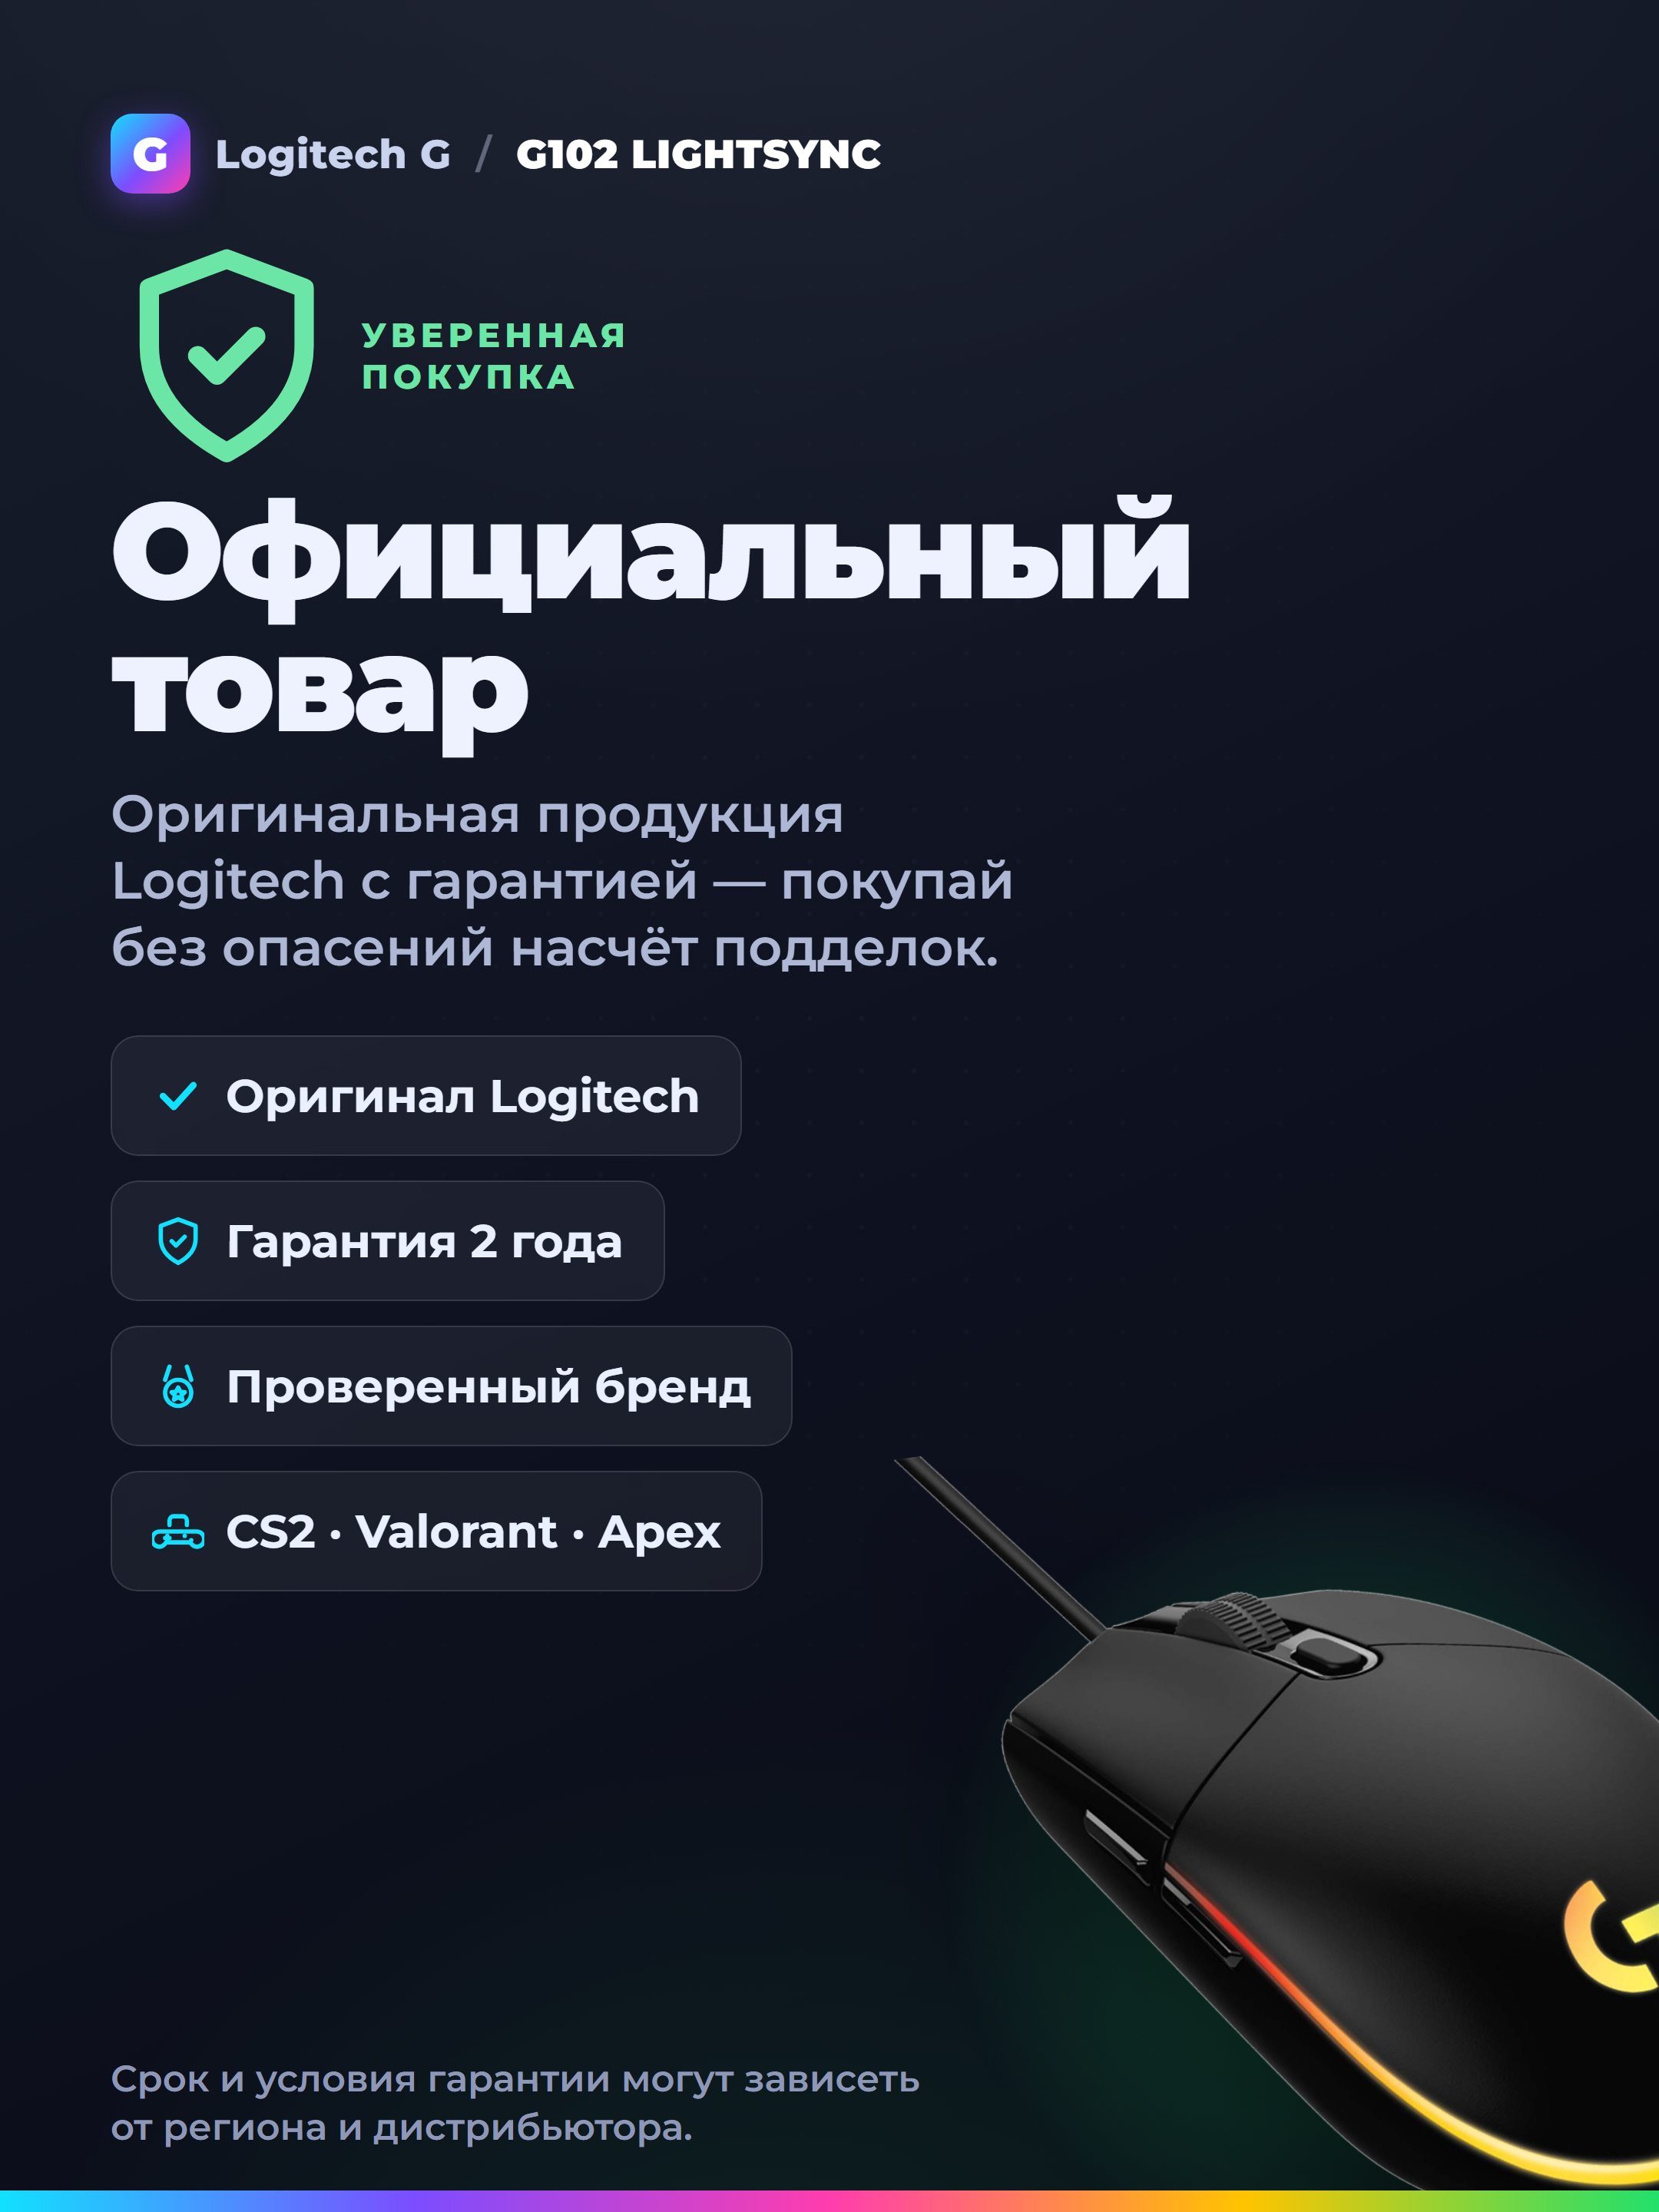 G Logitech G / G102 LIGHTSYNC
УВЕРЕННАЯ
ПОКУПКА
Официальный
товар
Оригинальная продукция
Logitech с гарантией — покупай
без опасений насчёт подделок.
Оригинал Logitech
Гарантия 2 года
Проверенный бренд
CS2 · Valorant · Apex
G
Срок и условия гарантии могут зависеть
от региона и дистрибьютора.